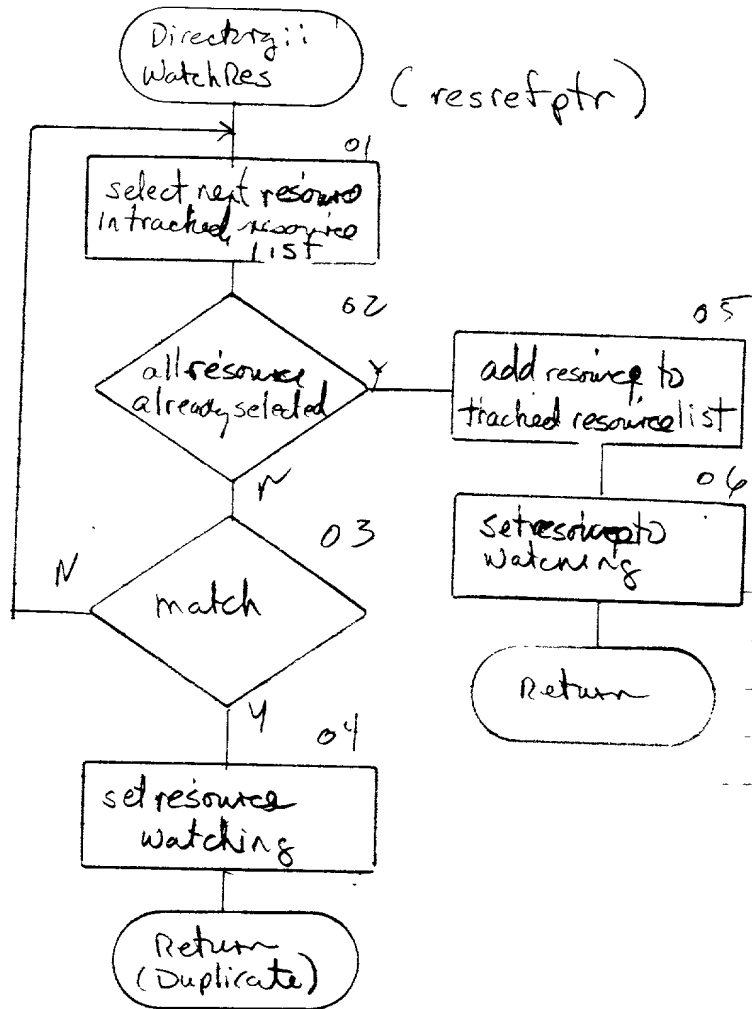 Directory::
WatchRes
(resrefptr)
01
select next resource
in tracked resource
list
02
all resource
already selected
Y
N
03
match
N
Y
04
set resource
watching
Return
(Duplicate)
05
add resource to
tracked resource list
06
set resource to
watching
Return